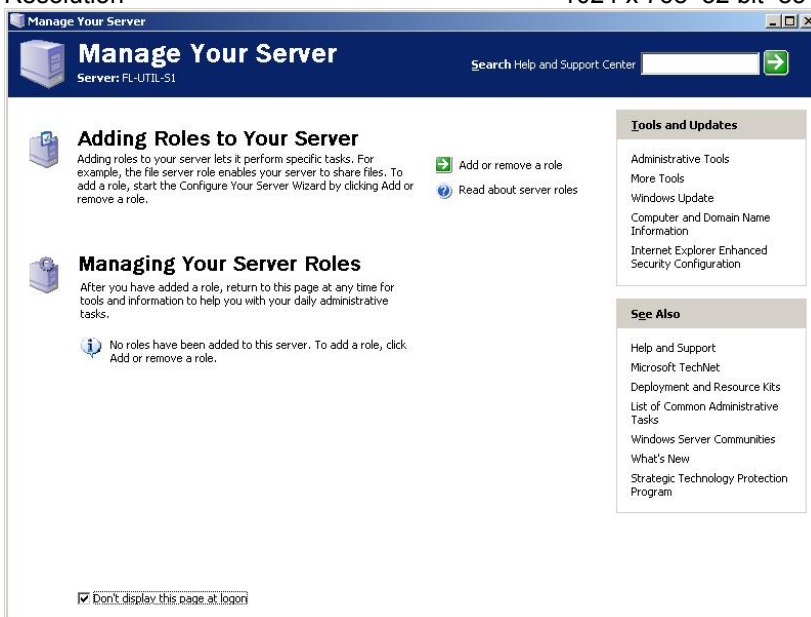 Manage Your Server
Manage Your Server
Server: FL-UTIL-S1
Search Help and Support Center
Adding Roles to Your Server
Adding roles to your server lets it perform specific tasks. For
example, the file server role enables your server to share files. To
add a role, start the Configure Your Server Wizard by clicking Add or
remove a role.
Add or remove a role
Read about server roles
Managing Your Server Roles
After you have added a role, return to this page at any time for
tools and information to help you with your daily administrative
tasks.
No roles have been added to this server. To add a role, click
Add or remove a role.
Tools and Updates
Administrative Tools
More Tools
Windows Update
Computer and Domain Name
Information
Internet Explorer Enhanced
Security Configuration
See Also
Help and Support
Microsoft TechNet
Deployment and Resource Kits
List of Common Administrative
Tasks
Windows Server Communities
What's New
Strategic Technology Protection
Program
Don't display this page at logon